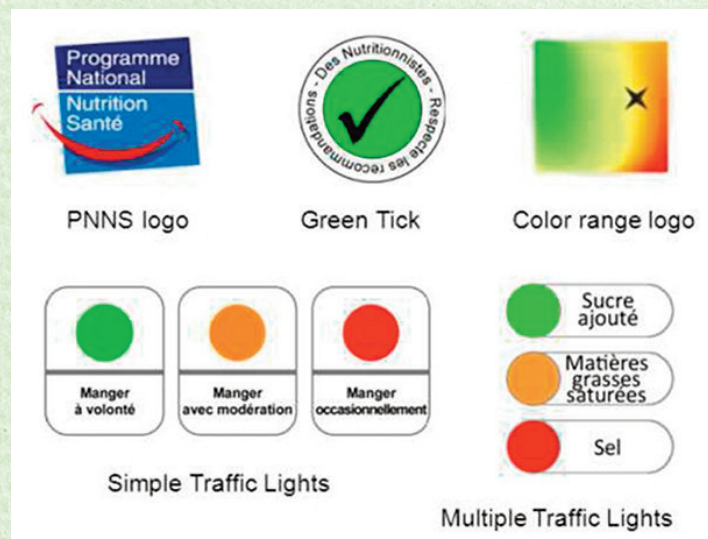 Programme
National
Nutrition
Santé
Des Nutritionnistes - Respecte les recommandations -
PNNS logo
Green Tick
Color range logo
Manger
à volonté
Manger
avec modération
Manger
occasionnellement
Simple Traffic Lights
Sucre
ajouté
Matières
grasses
saturées
Sel
Multiple Traffic Lights